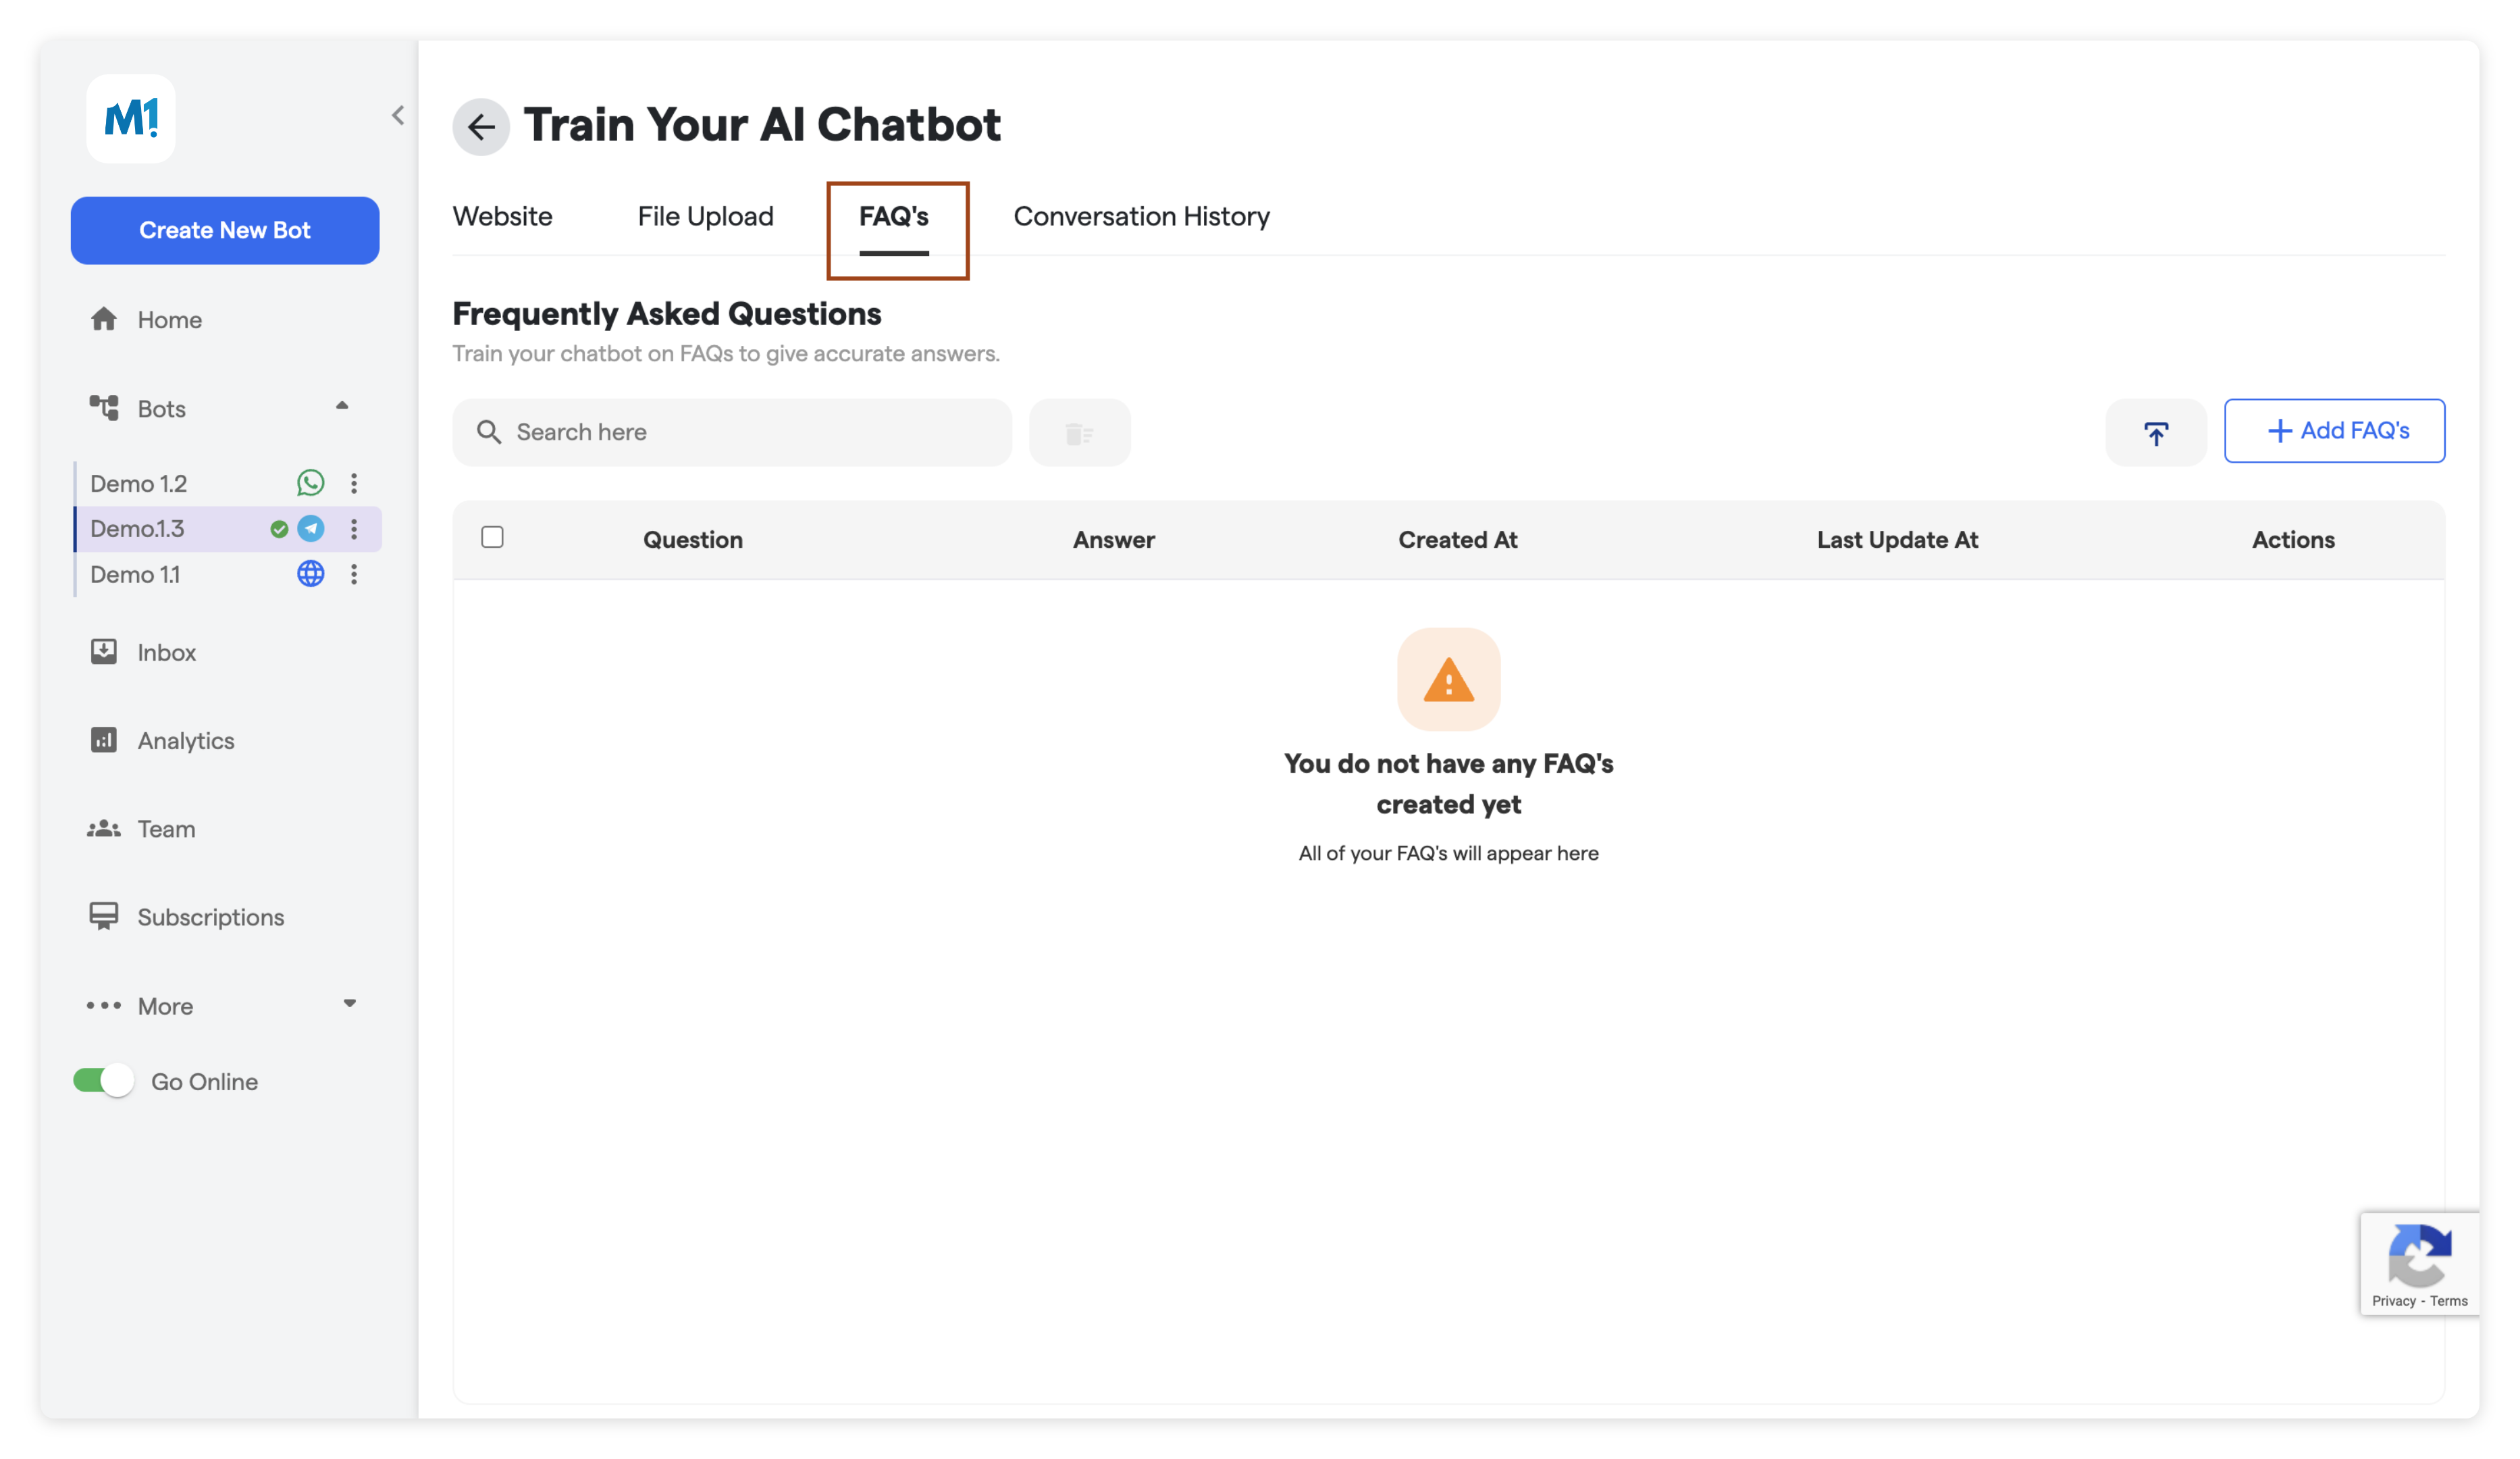 M1
Create New Bot
Home
Bots
Demo 1.2
Demo.1.3
Demo 1.1
Inbox
Analytics
Team
Subscriptions
More
Go Online
Train Your AI Chatbot
Website File Upload FAQ's Conversation History
Frequently Asked Questions
Train your chatbot on FAQs to give accurate answers.
Search here
Add FAQ's
Question Answer Created At Last Update At Actions
You do not have any FAQ's
created yet
All of your FAQ's will appear here
Privacy - Terms